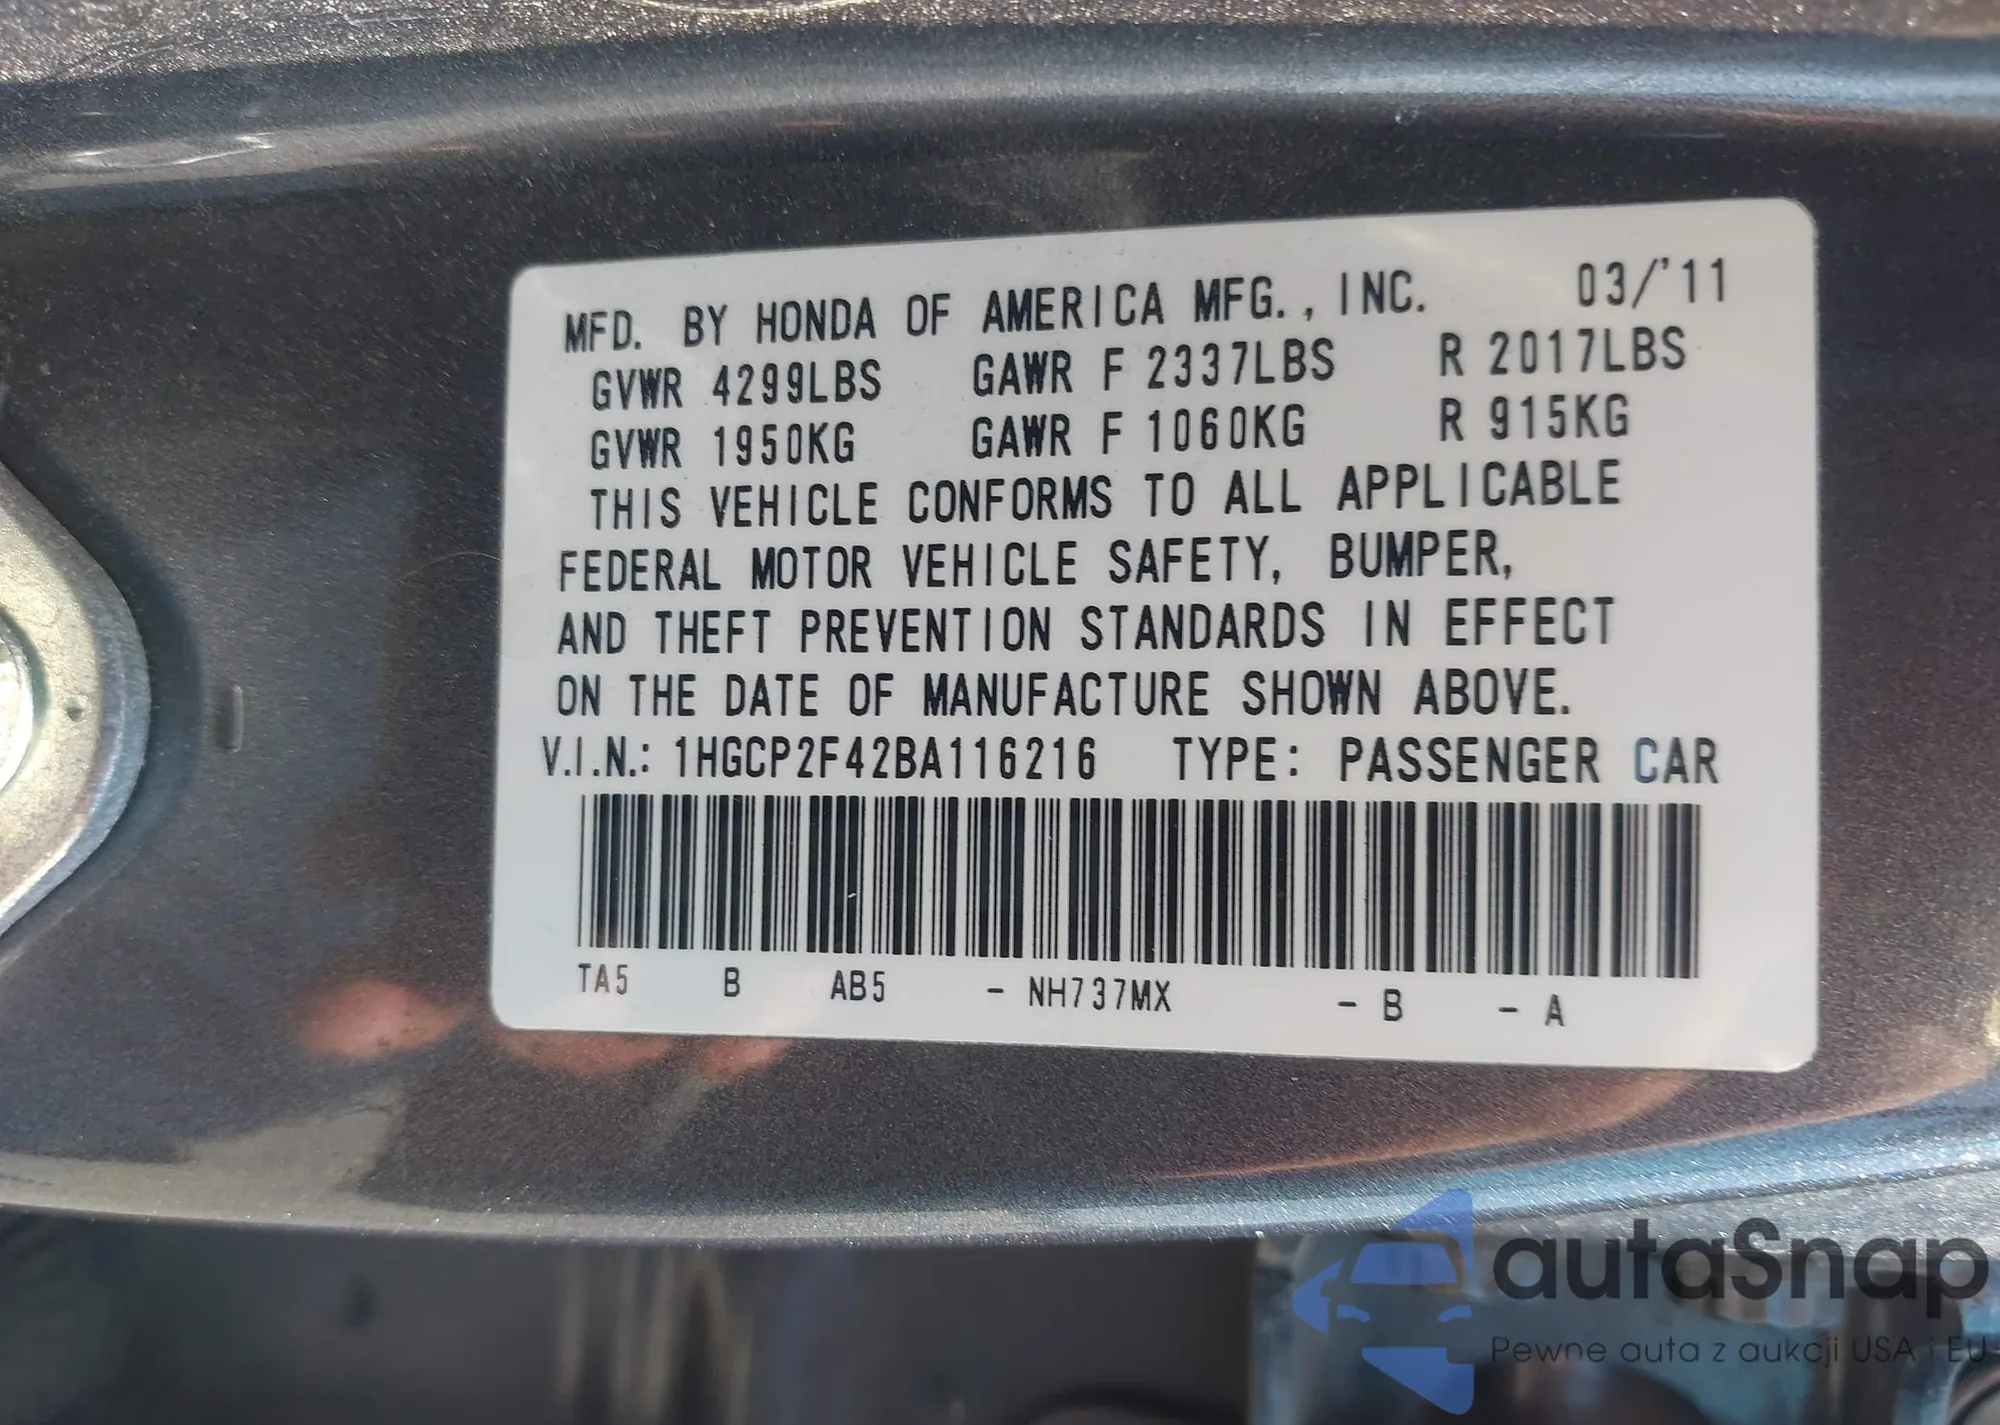 MFD. BY HONDA OF AMERICA MFG., INC. 03/'11
GVWR 4299LBS GAWR F 2337LBS R 2017LBS
GVWR 1950KG GAWR F 1060KG R 915KG
THIS VEHICLE CONFORMS TO ALL APPLICABLE
FEDERAL MOTOR VEHICLE SAFETY, BUMPER,
AND THEFT PREVENTION STANDARDS IN EFFECT
ON THE DATE OF MANUFACTURE SHOWN ABOVE.
V.I.N.: 1HGCP2F42BA116216 TYPE: PASSENGER CAR
TA5 B AB5 - NH737MX - B - A
autaSnap
Pewne auta z aukcji USA i EU